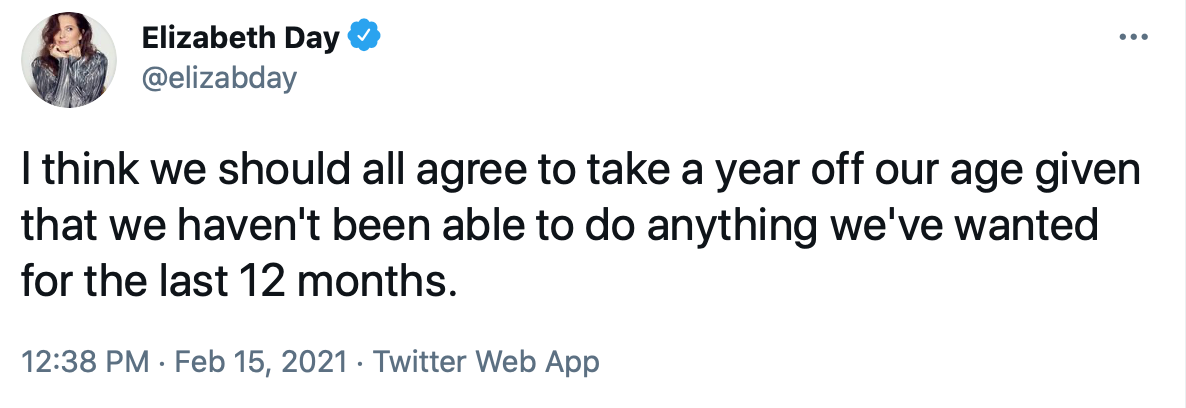 Elizabeth Day
@elizabday
I think we should all agree to take a year off our age given
that we haven't been able to do anything we've wanted
for the last 12 months.
12:38 PM · Feb 15, 2021 · Twitter Web App